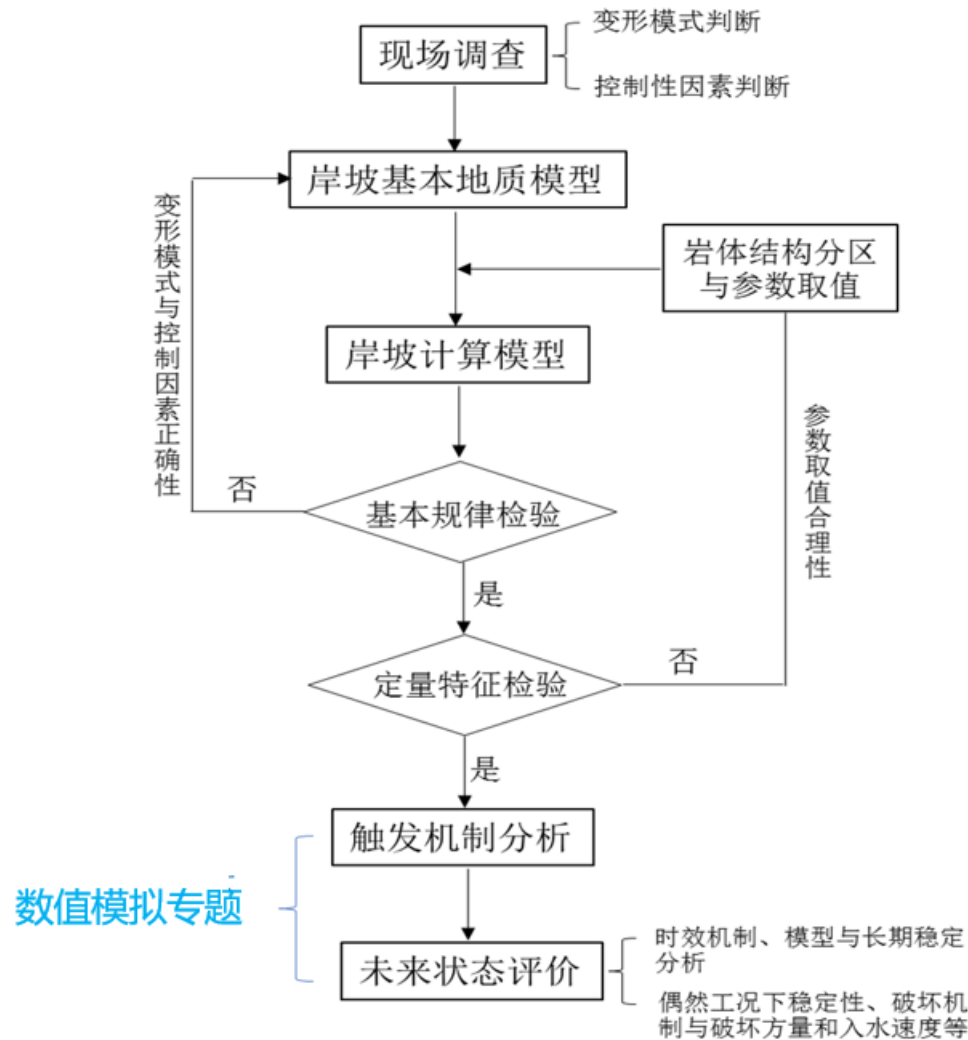 现场调查
变形模式判断
控制性因素判断
岸坡基本地质模型
变形模式与控制因素正确性
岩体结构分区
与参数取值
岸坡计算模型
参数取值合理性
基本规律检验
否
是
定量特征检验
否
是
触发机制分析
数值模拟专题
未来状态评价
时效机制、模型与长期稳定
分析
偶然工况下稳定性、破坏机
制与破坏方量和入水速度等